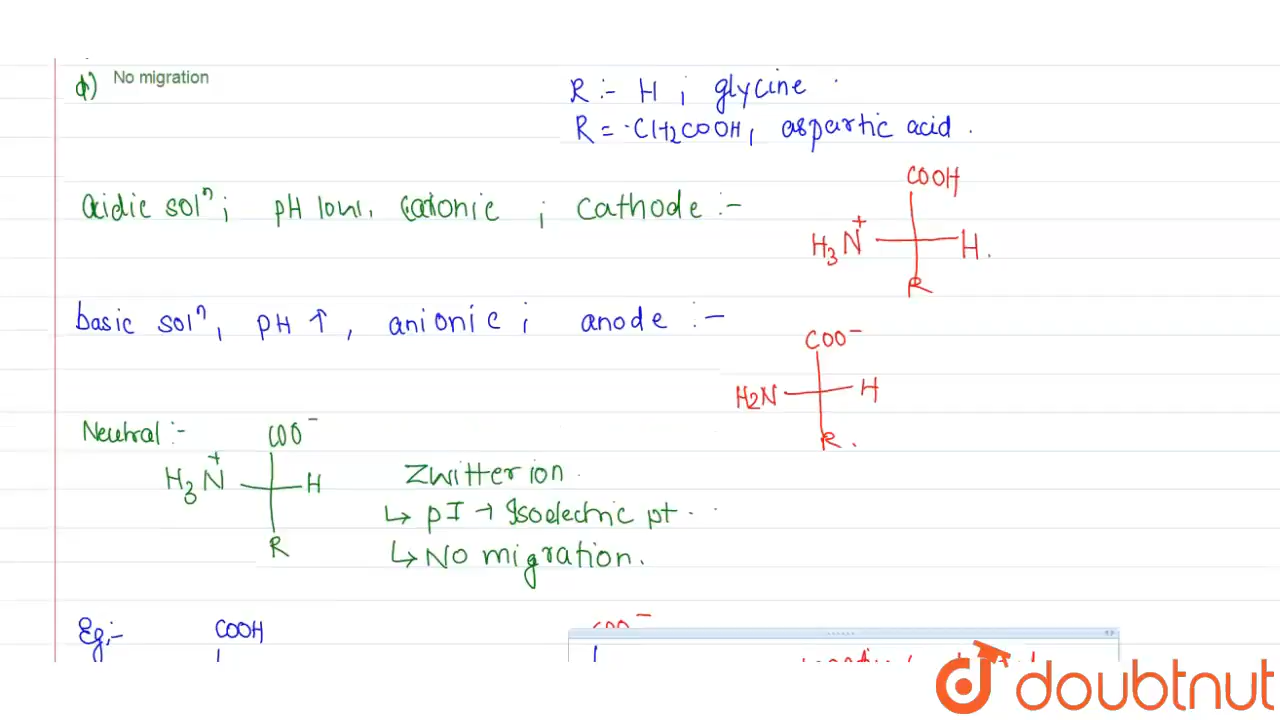 d) No migration
R :- H ; glycine
R = -CH2COOH, aspartic acid.
COOH
acidic solⁿ ; pH low, cationic ; cathode :-
H3N⁺ H.
R
basic solⁿ, pH ↑, anionic ; anode :-
COO⁻
H2N H
R.
Neutral :- COO⁻
H3N⁺ H
R
Zwitter ion.
↳ pI → Isoelectric pt.
↳ No migration.
Eg:- COOH
COO⁻
doubtnut